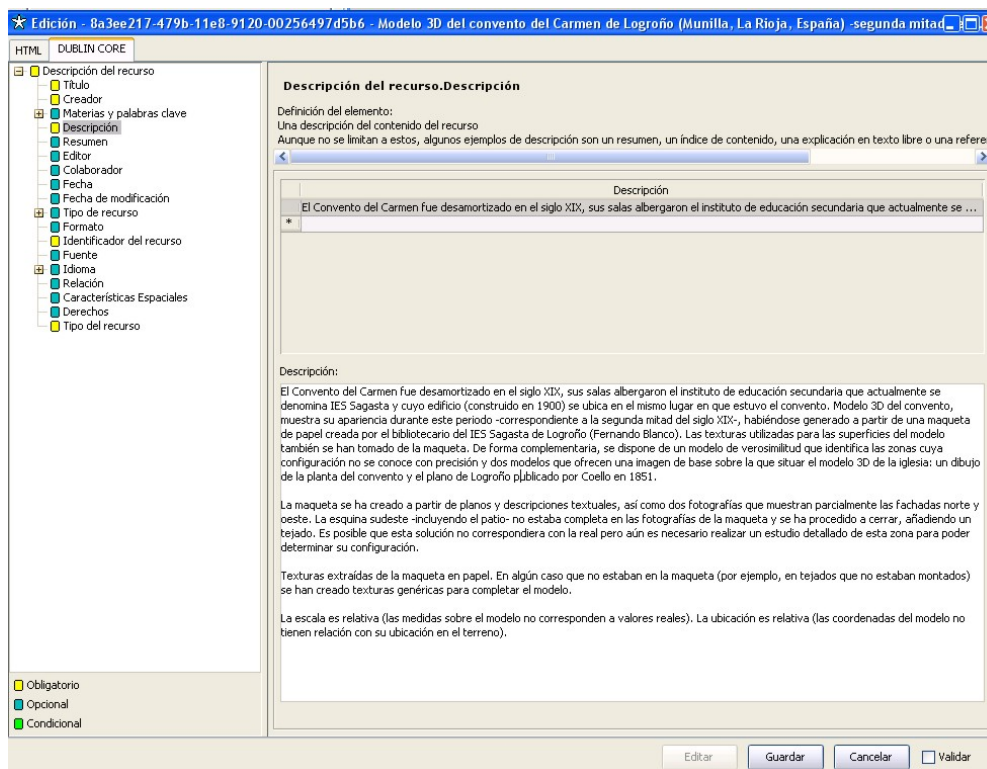 Edición - 8a3ee217-479b-11e8-9120-00256497d5b6 - Modelo 3D del convento del Carmen de Logroño (Munilla, La Rioja, España) -segunda mitad
HTML
DUBLIN CORE
Descripción del recurso
Título
Creador
Materias y palabras clave
Descripción
Resumen
Editor
Colaborador
Fecha
Fecha de modificación
Tipo de recurso
Formato
Identificador del recurso
Fuente
Idioma
Relación
Características Espaciales
Derechos
Tipo del recurso
Obligatorio
Opcional
Condicional
Descripción del recurso.Descripción
Definición del elemento:
Una descripción del contenido del recurso
Aunque no se limitan a estos, algunos ejemplos de descripción son un resumen, un índice de contenido, una explicación en texto libre o una refere
Descripción
El Convento del Carmen fue desamortizado en el siglo XIX, sus salas albergaron el instituto de educación secundaria que actualmente se ...
*
Descripción:
El Convento del Carmen fue desamortizado en el siglo XIX, sus salas albergaron el instituto de educación secundaria que actualmente se
denomina IES Sagasta y cuyo edificio (construido en 1900) se ubica en el mismo lugar en que estuvo el convento. Modelo 3D del convento,
muestra su apariencia durante este periodo -correspondiente a la segunda mitad del siglo XIX-, habiéndose generado a partir de una maqueta
de papel creada por el bibliotecario del IES Sagasta de Logroño (Fernando Blanco). Las texturas utilizadas para las superficies del modelo
también se han tomado de la maqueta. De forma complementaria, se dispone de un modelo de verosimilitud que identifica las zonas cuya
configuración no se conoce con precisión y dos modelos que ofrecen una imagen de base sobre la que situar el modelo 3D de la iglesia: un dibujo
de la planta del convento y el plano de Logroño publicado por Coello en 1851.
La maqueta se ha creado a partir de planos y descripciones textuales, así como dos fotografías que muestran parcialmente las fachadas norte y
oeste. La esquina sudeste -incluyendo el patio- no estaba completa en las fotografías de la maqueta y se ha procedido a cerrar, añadiendo un
tejado. Es posible que esta solución no correspondiera con la real pero aún es necesario realizar un estudio detallado de esta zona para poder
determinar su configuración.
Texturas extraídas de la maqueta en papel. En algún caso que no estaban en la maqueta (por ejemplo, en tejados que no estaban montados)
se han creado texturas genéricas para completar el modelo.
La escala es relativa (las medidas sobre el modelo no corresponden a valores reales). La ubicación es relativa (las coordenadas del modelo no
tienen relación con su ubicación en el terreno).
Editar
Guardar
Cancelar
Validar